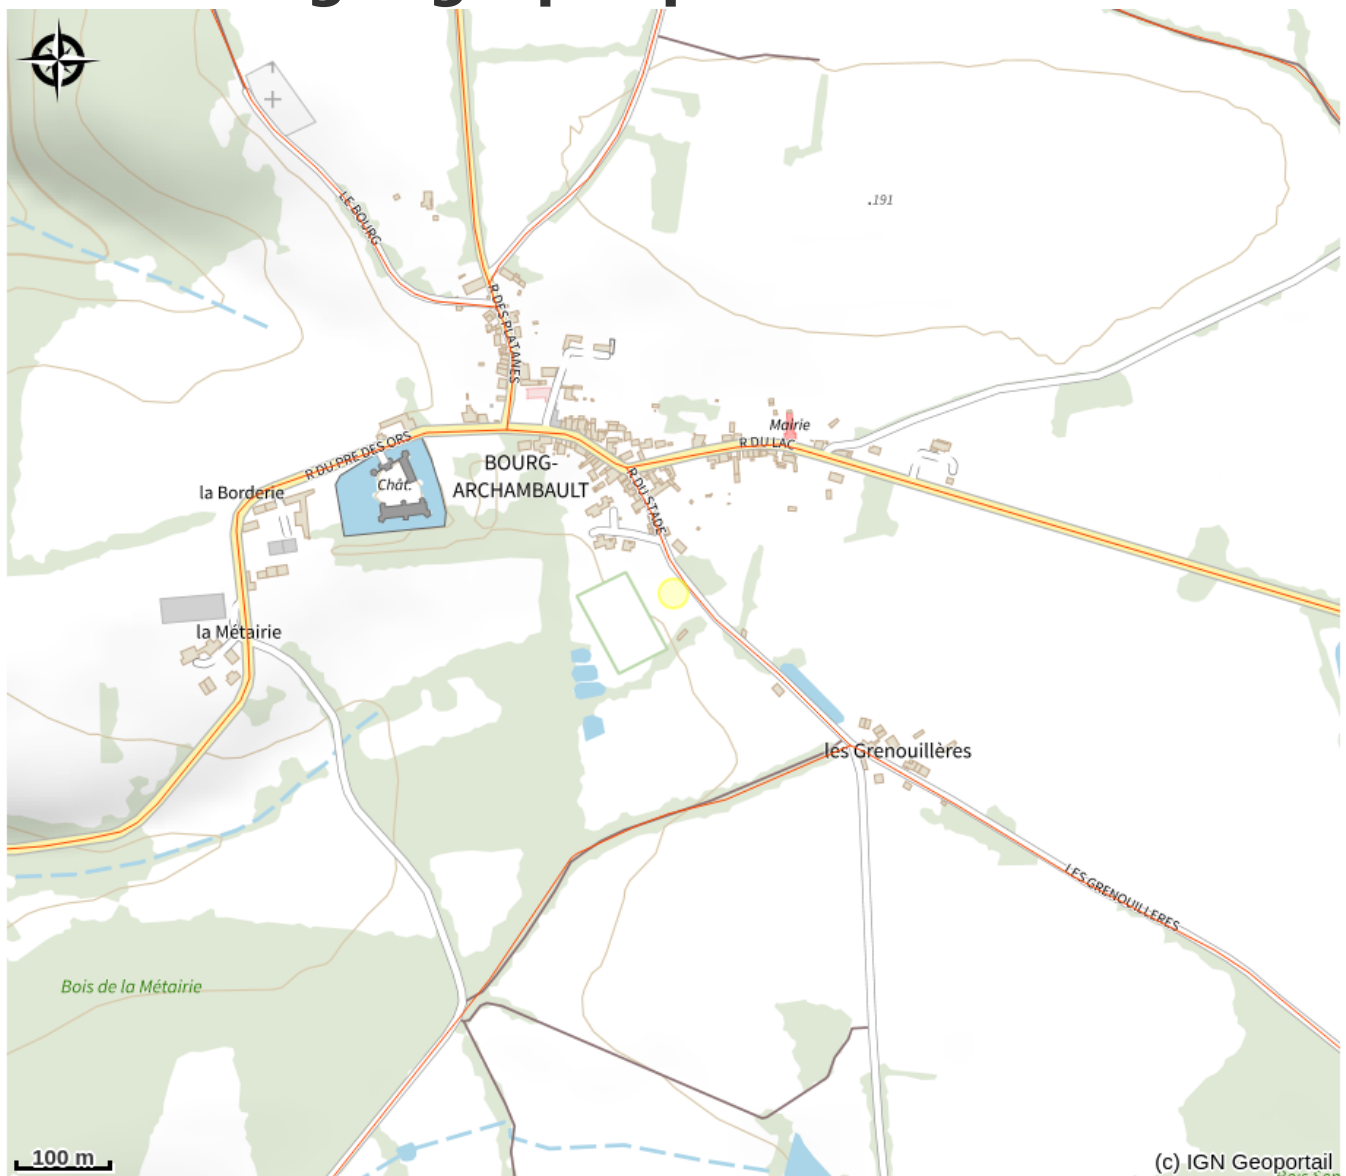 LE BOURG
.191
R DES PLATANES
Mairie
R DU LAC
R DU PRE DES ORS
BOURG-
ARCHAMBAULT
Chât.
la Borderie
R DU STADE
la Métairie
les Grenouillères
LES GRENOUILLERES
Bois de la Métairie
100 m
(c) IGN Geoportail